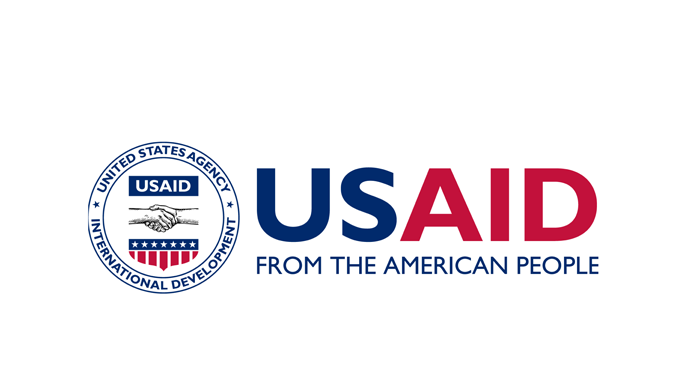 UNITED STATES AGENCY
USAID
INTERNATIONAL DEVELOPMENT
USAID
FROM THE AMERICAN PEOPLE